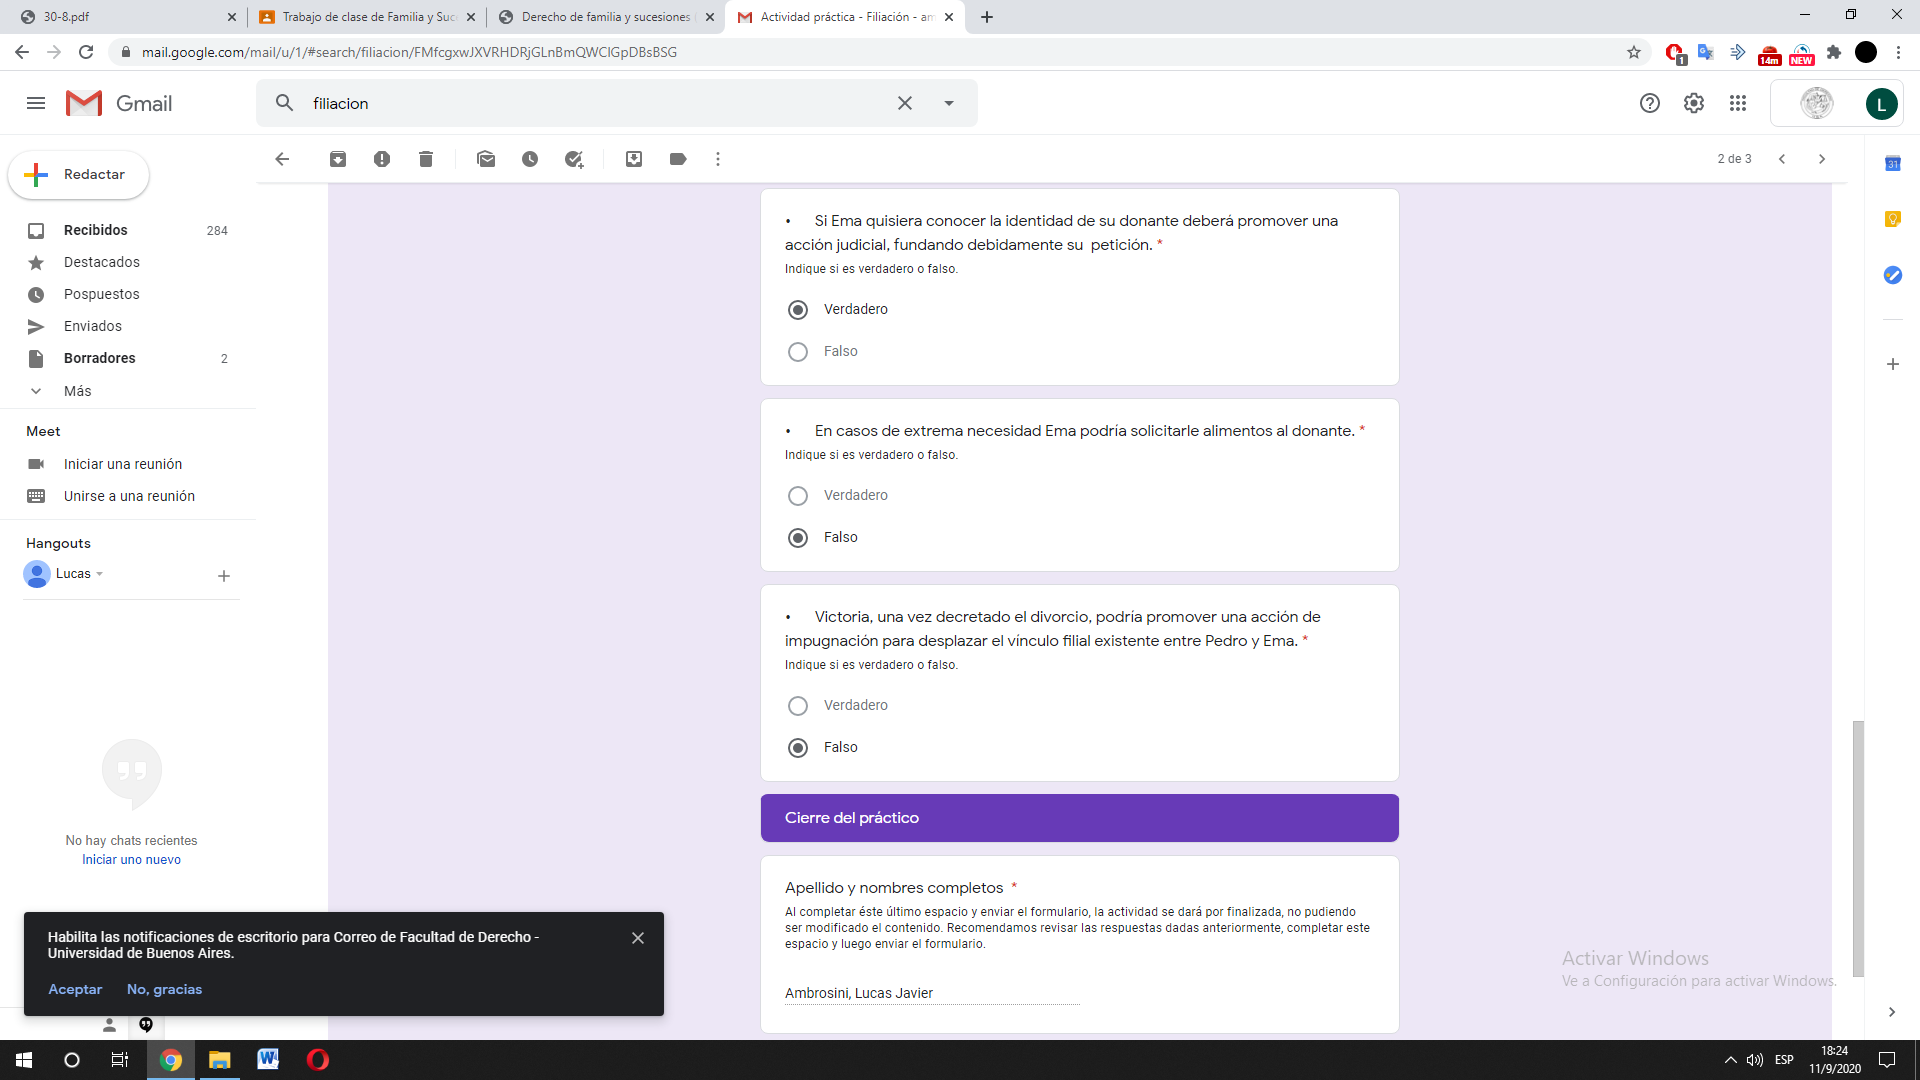 30-8.pdf
Trabajo de clase de Familia y Suc
Derecho de familia y sucesiones
Actividad práctica - Filiación - am
mail.google.com/mail/u/1/#search/filiacion/FMfcgxwJXVRHDRjGLnBmQWClGpDBsBSG
1
14m
NEW
Gmail
filiacion
L
Redactar
2 de 3
31
Recibidos 284
Destacados
Pospuestos
Enviados
Borradores 2
Más
Meet
Iniciar una reunión
Unirse a una reunión
Hangouts
Lucas
No hay chats recientes
Iniciar uno nuevo
• Si Ema quisiera conocer la identidad de su donante deberá promover una
acción judicial, fundando debidamente su petición. *
Indique si es verdadero o falso.
Verdadero
Falso
• En casos de extrema necesidad Ema podría solicitarle alimentos al donante. *
Indique si es verdadero o falso.
Verdadero
Falso
• Victoria, una vez decretado el divorcio, podría promover una acción de
impugnación para desplazar el vínculo filial existente entre Pedro y Ema. *
Indique si es verdadero o falso.
Verdadero
Falso
Cierre del práctico
Apellido y nombres completos *
Al completar éste último espacio y enviar el formulario, la actividad se dará por finalizada, no pudiendo
ser modificado el contenido. Recomendamos revisar las respuestas dadas anteriormente, completar este
espacio y luego enviar el formulario.
Ambrosini, Lucas Javier
Habilita las notificaciones de escritorio para Correo de Facultad de Derecho -
Universidad de Buenos Aires.
Aceptar
No, gracias
Activar Windows
Ve a Configuración para activar Windows.
ESP
18:24
11/9/2020